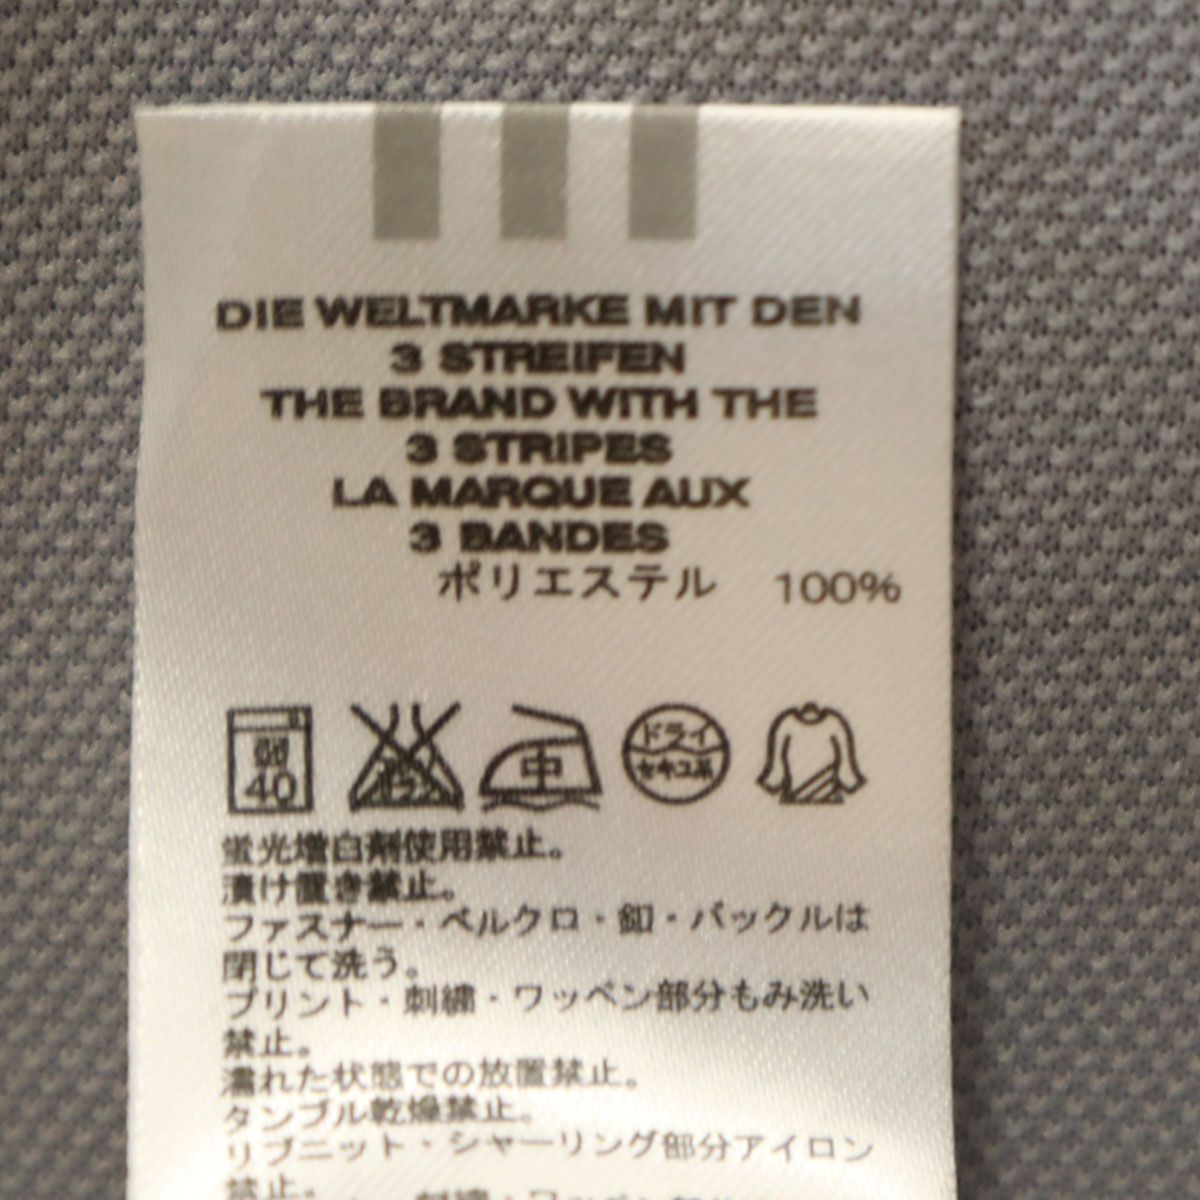 DIE WELTMARKE MIT DEN
3 STREIFEN
THE BRAND WITH THE
3 STRIPES
LA MARQUE AUX
3 BANDES
ポリエステル 100%
弱 40 エンソ サラシ 中 ドライ セキユ系
蛍光増白剤使用禁止。
漬け置き禁止。
ファスナー・ベルクロ・釦・バックルは
閉じて洗う。
プリント・刺繍・ワッペン部分もみ洗い
禁止。
濡れた状態での放置禁止。
タンブル乾燥禁止。
リブニット・シャーリング部分アイロン
禁止。